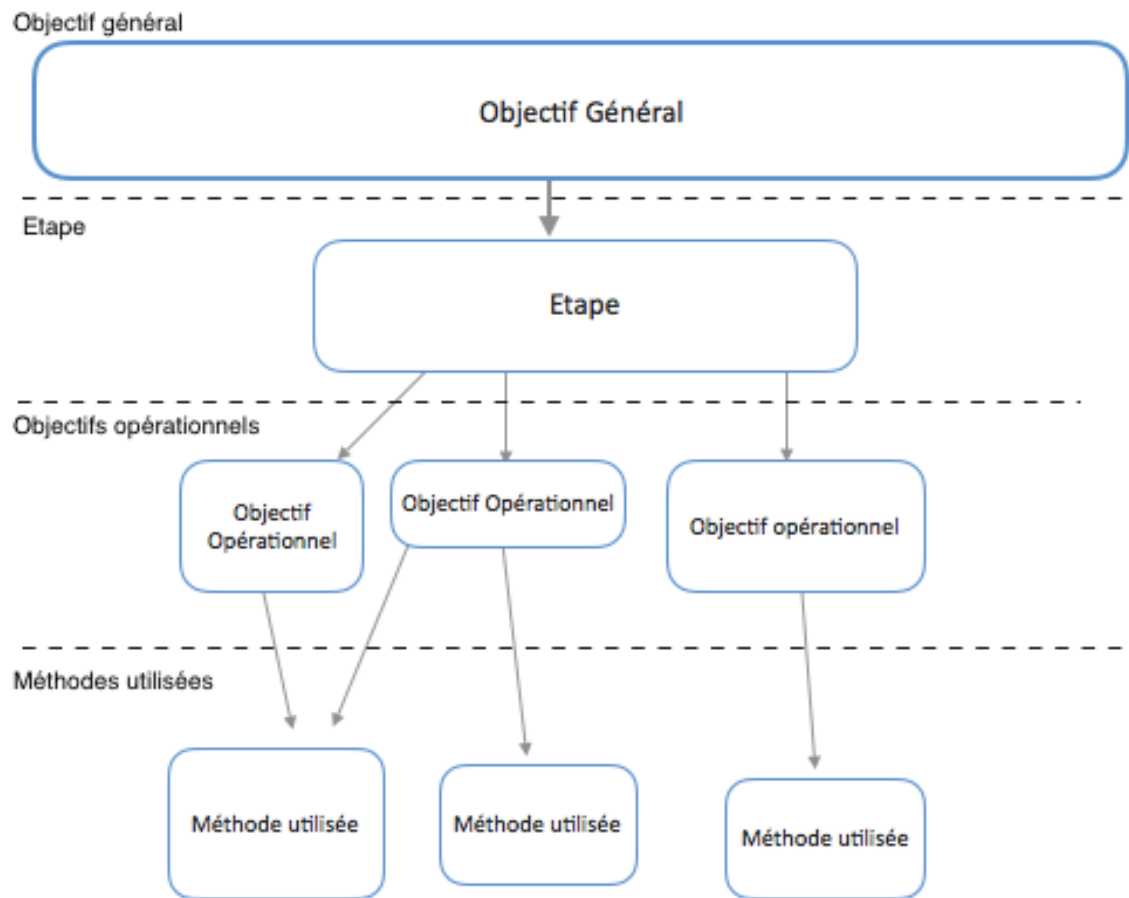 Objectif général
Objectif Général
Etape
Etape
Objectifs opérationnels
Objectif
Opérationnel
Objectif Opérationnel
Objectif opérationnel
Méthodes utilisées
Méthode utilisée
Méthode utilisée
Méthode utilisée